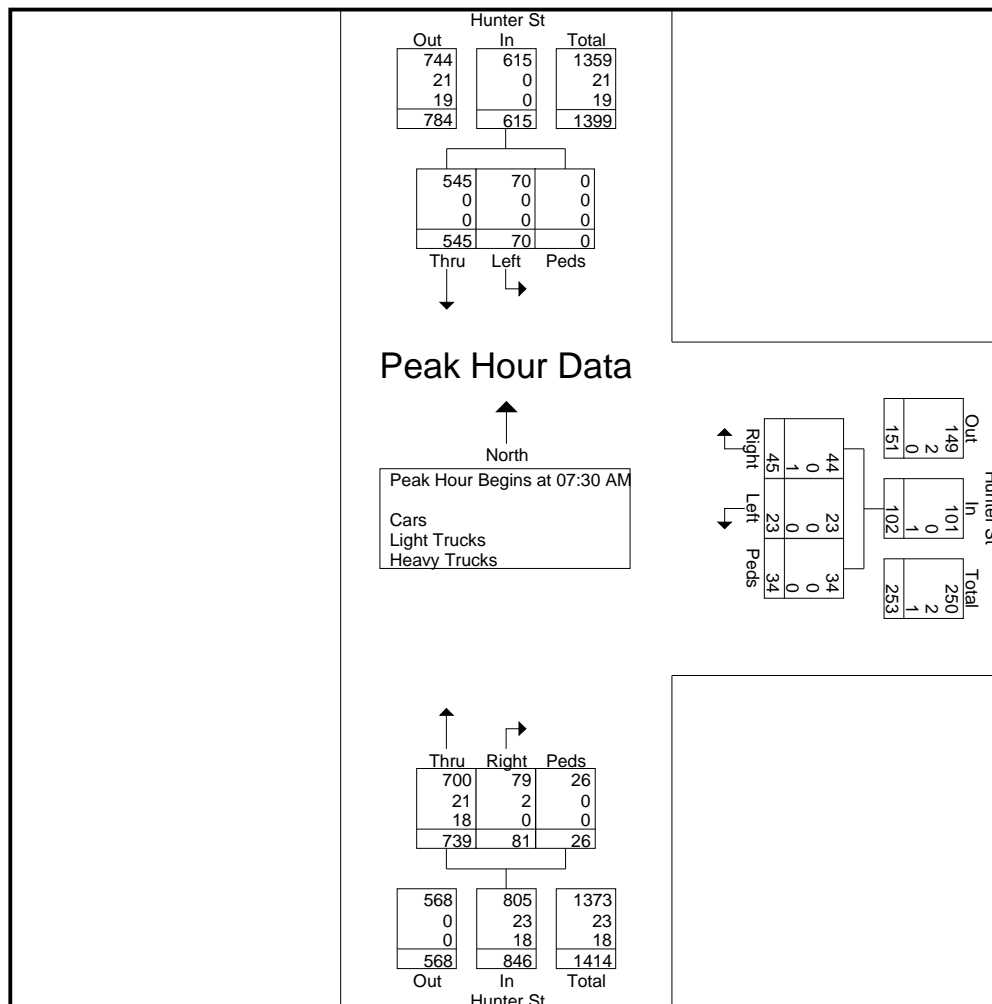 Hunter St
Out In Total
744 615 1359
21 0 21
19 0 19
784 615 1399
545 70 0
0 0 0
0 0 0
545 70 0
Thru Left Peds
Peak Hour Data
North
Peak Hour Begins at 07:30 AM
Cars
Light Trucks
Heavy Trucks
Hunter St
Out In Total
149 101 250
2 0 2
0 1 1
151 102 253
44 23 34
0 0 0
1 0 0
45 23 34
Right Left Peds
Thru Right Peds
700 79 26
21 2 0
18 0 0
739 81 26
568 805 1373
0 23 23
0 18 18
568 846 1414
Out In Total
Hunter St